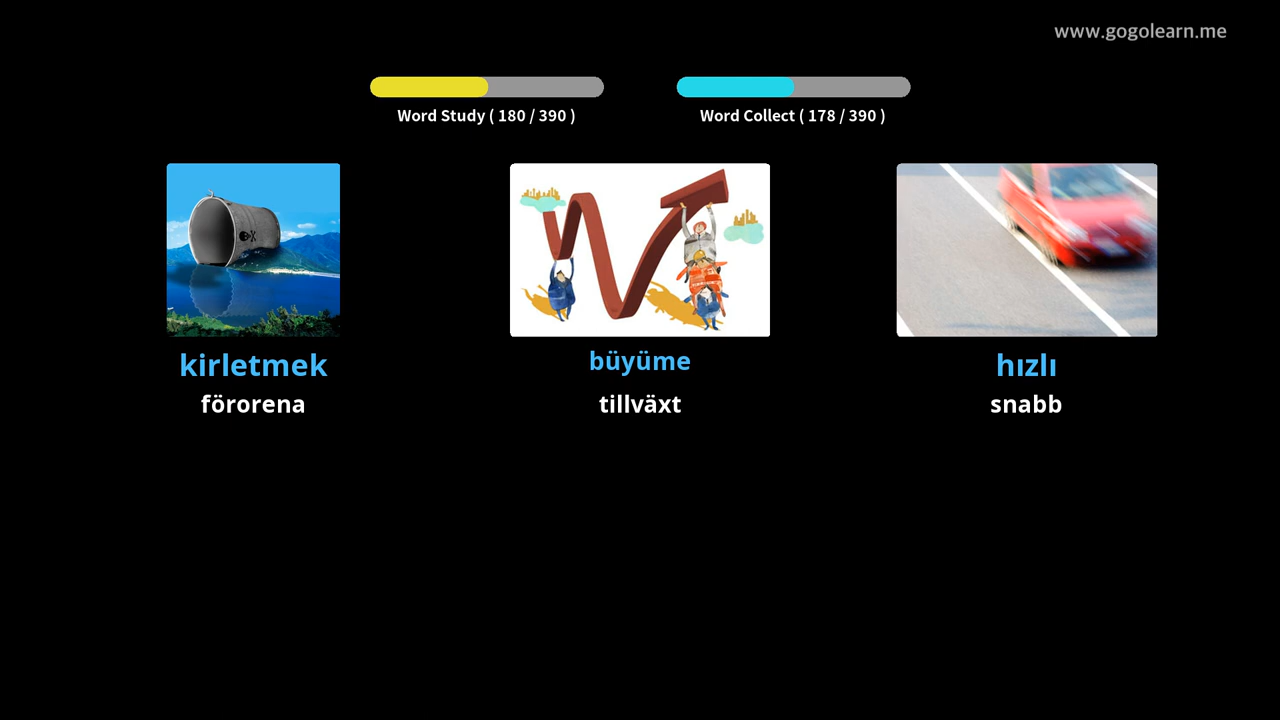 www.gogolearn.me
Word Study ( 180 / 390 )
Word Collect ( 178 / 390 )
kirletmek
büyüme
hızlı
förorena
tillväxt
snabb